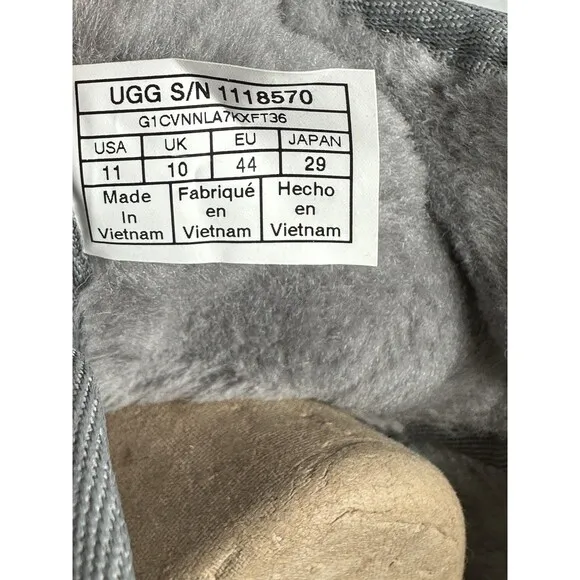 UGG S/N 1118570
G1CVNNLA7KXFT36
USA UK EU JAPAN
11 10 44 29
Made Fabriqué Hecho
In en en
Vietnam Vietnam Vietnam